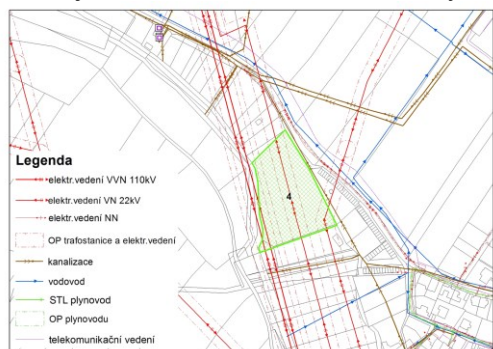 4
Legenda
elektr.vedení VVN 110kV
elektr.vedení VN 22kV
elektr.vedení NN
OP trafostanice a elektr.vedení
kanalizace
vodovod
STL plynovod
OP plynovodu
telekomunikační vedení